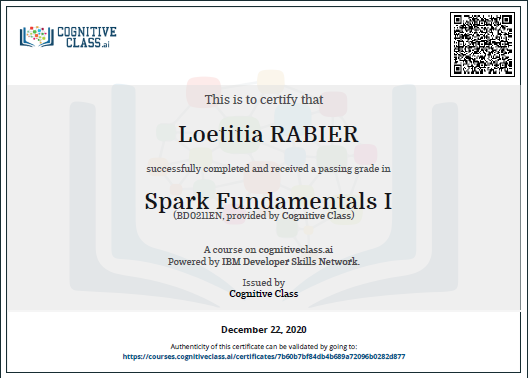 COGNITIVE
CLASS.ai
This is to certify that
Loetitia RABIER
successfully completed and received a passing grade in
Spark Fundamentals I
(BD0211EN, provided by Cognitive Class)
A course on cognitiveclass.ai
Powered by IBM Developer Skills Network.
Issued by
Cognitive Class
December 22, 2020
Authenticity of this certificate can be validated by going to:
https://courses.cognitiveclass.ai/certificates/7b60b7bf84db4b689a72096b0282d877